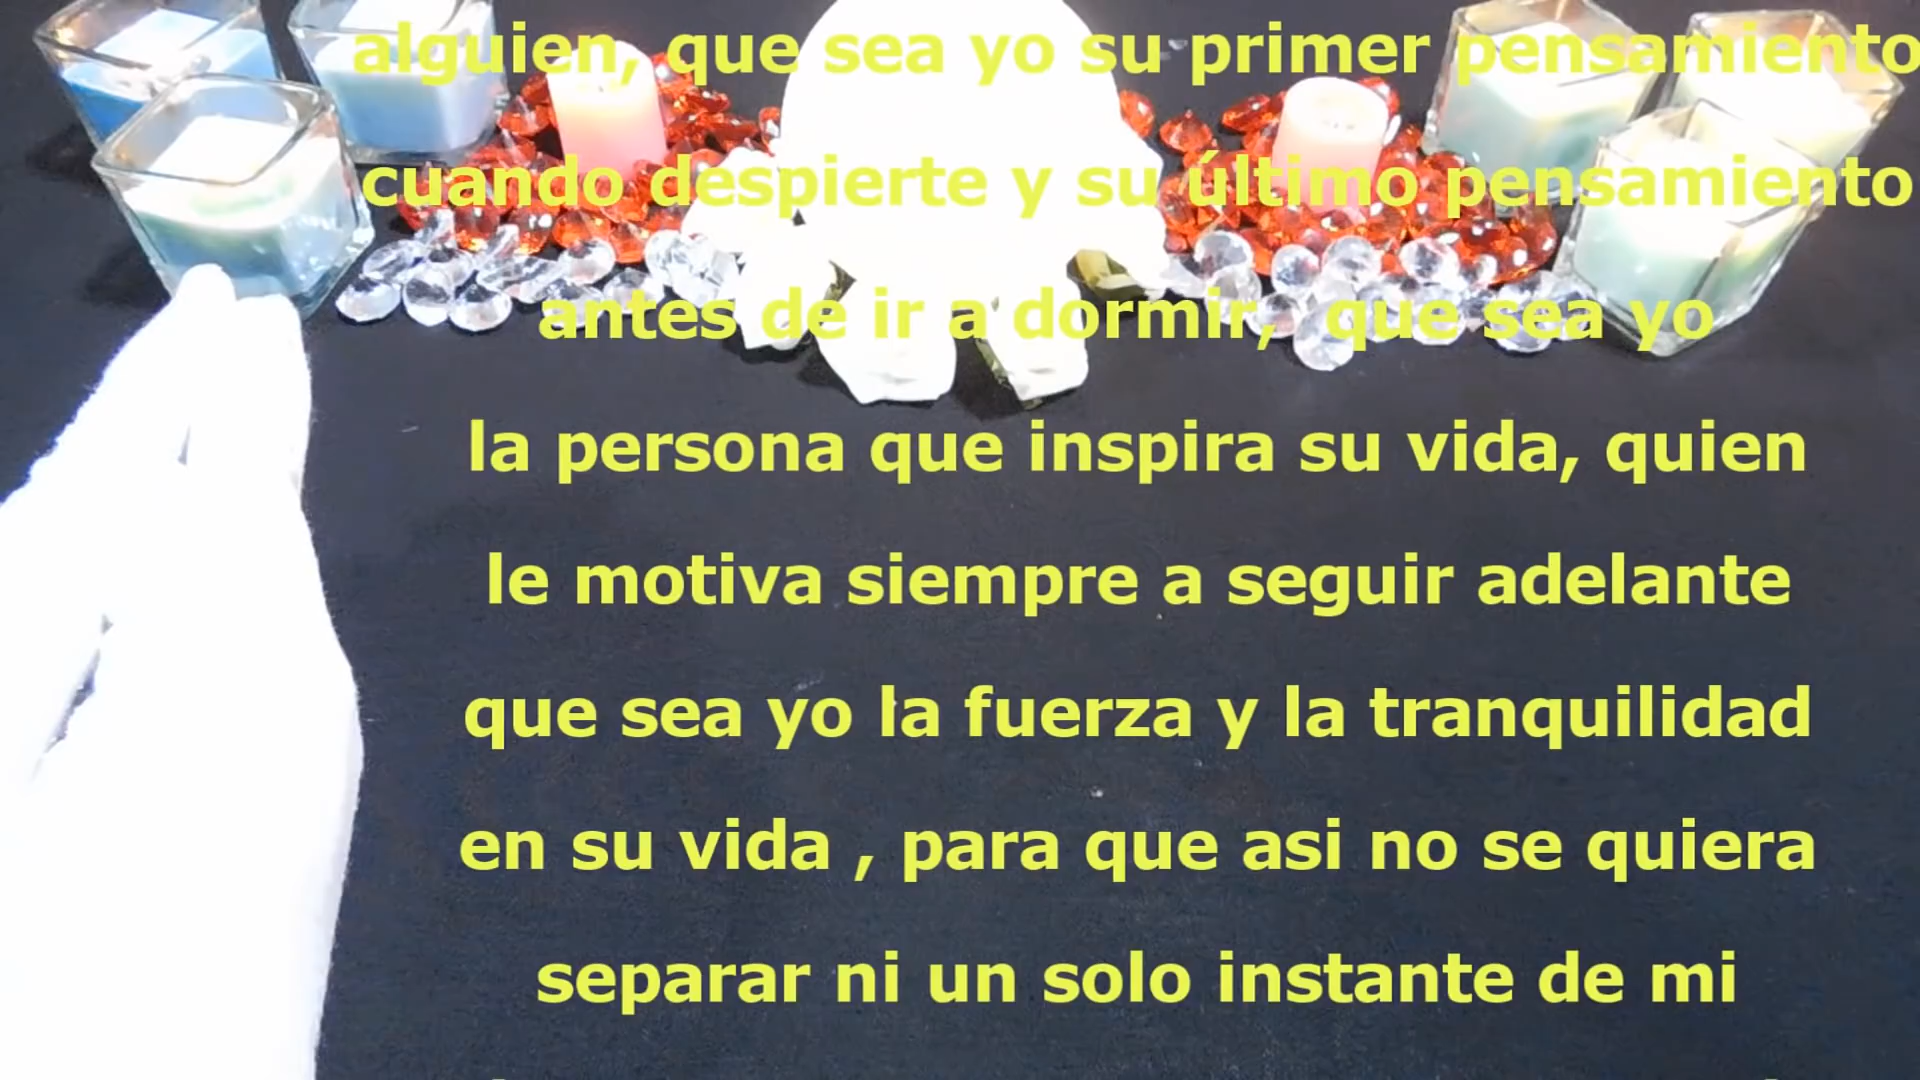 alguien, que sea yo su primer pensamiento
cuando despierte y su último pensamiento
antes de ir a dormir, que sea yo
la persona que inspira su vida, quien
le motiva siempre a seguir adelante
que sea yo la fuerza y la tranquilidad
en su vida , para que asi no se quiera
separar ni un solo instante de mi